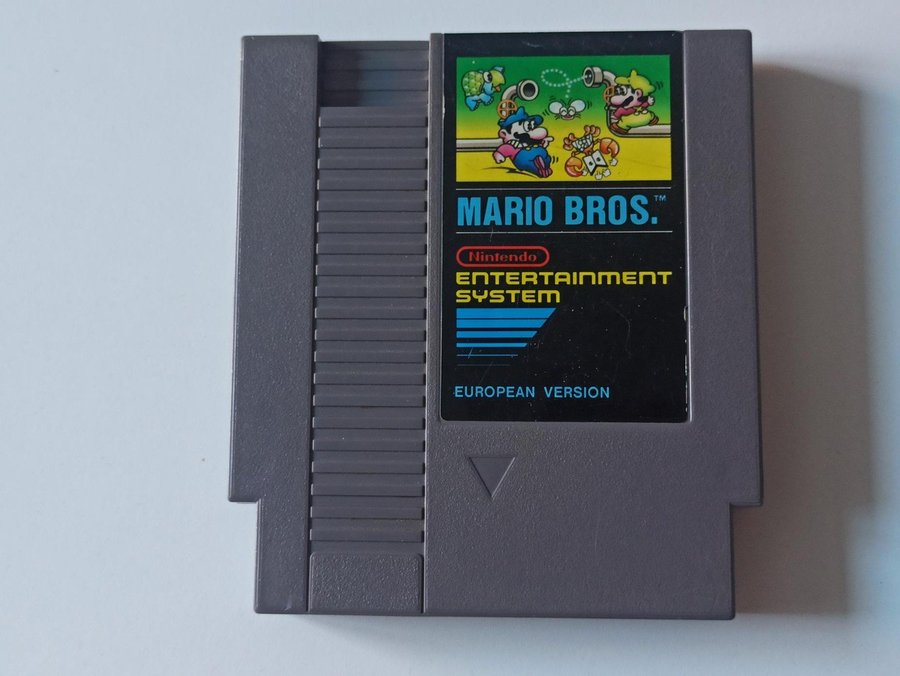 MARIO BROS.™
Nintendo
ENTERTAINMENT
SYSTEM
EUROPEAN VERSION